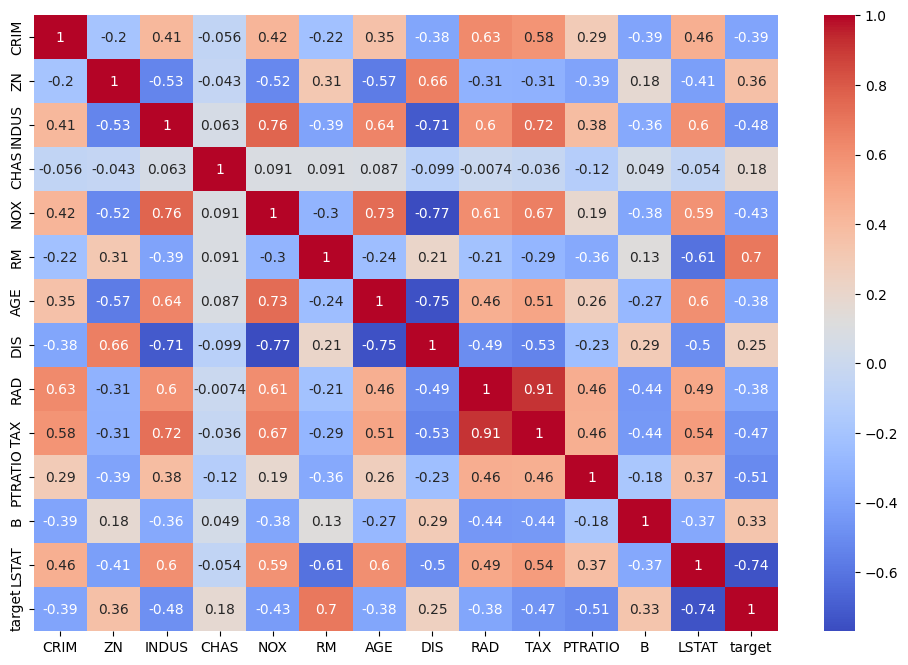 CRIM 1 -0.2 0.41 -0.056 0.42 -0.22 0.35 -0.38 0.63 0.58 0.29 -0.39 0.46 -0.39
ZN -0.2 1 -0.53 -0.043 -0.52 0.31 -0.57 0.66 -0.31 -0.31 -0.39 0.18 -0.41 0.36
INDUS 0.41 -0.53 1 0.063 0.76 -0.39 0.64 -0.71 0.6 0.72 0.38 -0.36 0.6 -0.48
CHAS -0.056 -0.043 0.063 1 0.091 0.091 0.087 -0.099 -0.0074 -0.036 -0.12 0.049 -0.054 0.18
NOX 0.42 -0.52 0.76 0.091 1 -0.3 0.73 -0.77 0.61 0.67 0.19 -0.38 0.59 -0.43
RM -0.22 0.31 -0.39 0.091 -0.3 1 -0.24 0.21 -0.21 -0.29 -0.36 0.13 -0.61 0.7
AGE 0.35 -0.57 0.64 0.087 0.73 -0.24 1 -0.75 0.46 0.51 0.26 -0.27 0.6 -0.38
DIS -0.38 0.66 -0.71 -0.099 -0.77 0.21 -0.75 1 -0.49 -0.53 -0.23 0.29 -0.5 0.25
RAD 0.63 -0.31 0.6 -0.0074 0.61 -0.21 0.46 -0.49 1 0.91 0.46 -0.44 0.49 -0.38
TAX 0.58 -0.31 0.72 -0.036 0.67 -0.29 0.51 -0.53 0.91 1 0.46 -0.44 0.54 -0.47
PTRATIO 0.29 -0.39 0.38 -0.12 0.19 -0.36 0.26 -0.23 0.46 0.46 1 -0.18 0.37 -0.51
B -0.39 0.18 -0.36 0.049 -0.38 0.13 -0.27 0.29 -0.44 -0.44 -0.18 1 -0.37 0.33
LSTAT 0.46 -0.41 0.6 -0.054 0.59 -0.61 0.6 -0.5 0.49 0.54 0.37 -0.37 1 -0.74
target -0.39 0.36 -0.48 0.18 -0.43 0.7 -0.38 0.25 -0.38 -0.47 -0.51 0.33 -0.74 1
CRIM ZN INDUS CHAS NOX RM AGE DIS RAD TAX PTRATIO B LSTAT target
1.0
0.8
0.6
0.4
0.2
0.0
−0.2
−0.4
−0.6